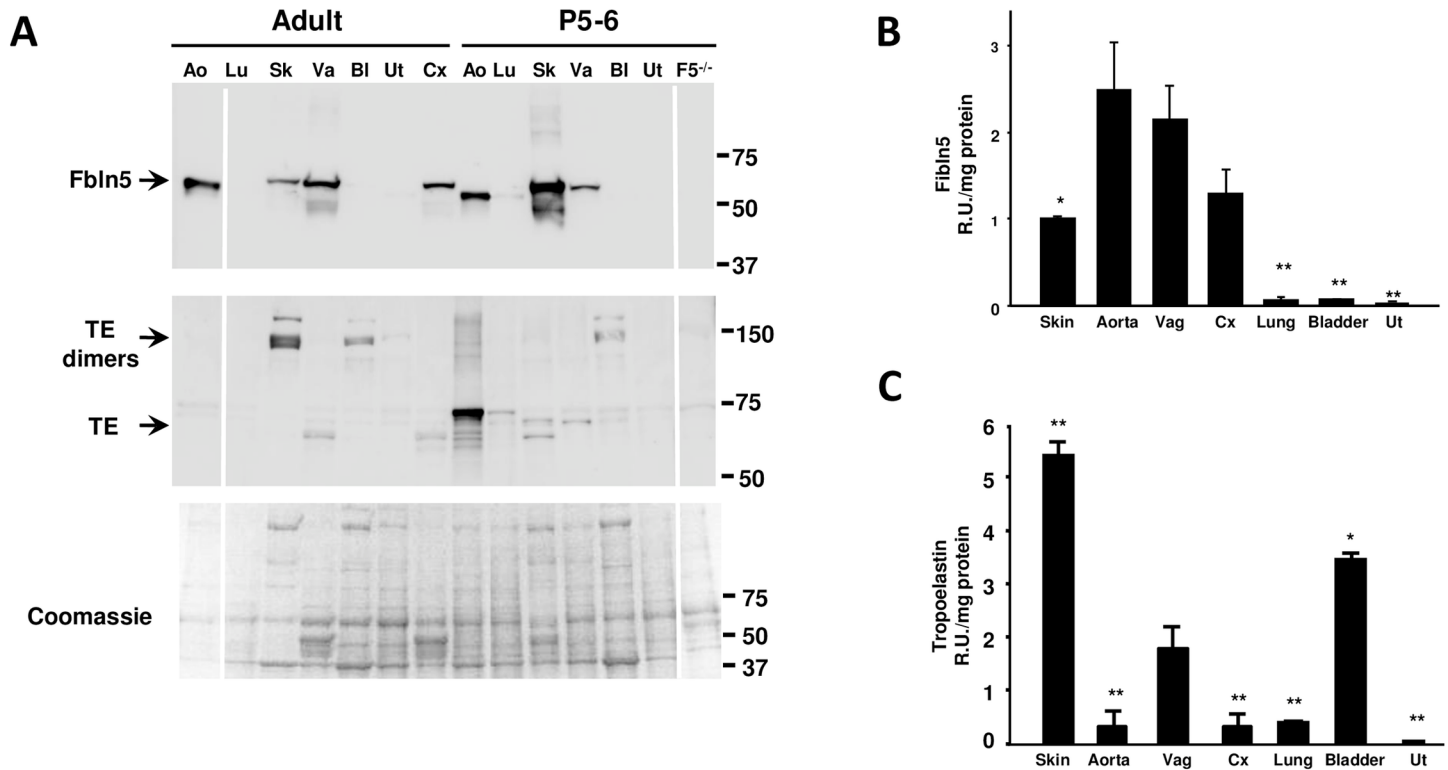 A
Adult
P5-6
Ao Lu Sk Va Bl Ut Cx Ao Lu Sk Va Bl Ut F5-/-
Fbln5
75
50
37
TE
dimers
TE
150
75
50
Coomassie
75
50
37
B
Fibln5
R.U./mg protein
3
2
1
0
*
**
**
**
Skin Aorta Vag Cx Lung Bladder Ut
C
Tropoelastin
R.U./mg protein
6
5
4
3
2
1
0
**
**
**
**
*
**
Skin Aorta Vag Cx Lung Bladder Ut